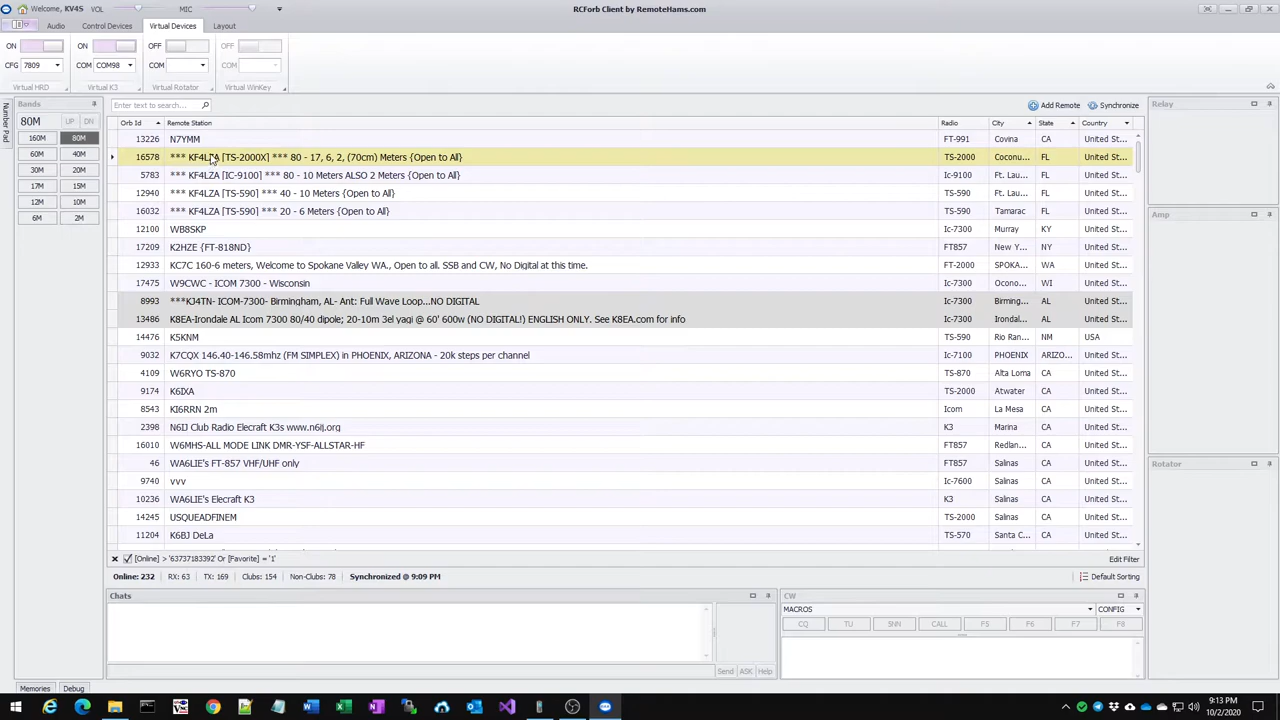 Welcome, KV4S VOL MIC RCForb Client by RemoteHams.com
Audio Control Devices Virtual Devices Layout
ON ON OFF OFF
CFG 7809 COM COM98 COM COM
Virtual HRD Virtual K3 Virtual Rotator Virtual WinKey
Number Pad
Bands
80M UP DN
160M 80M
60M 40M
30M 20M
17M 15M
12M 10M
6M 2M
Enter text to search... Add Remote Synchronize
Orb Id Remote Station Radio City State Country
13226 N7YMM FT-991 Covina CA United St...
16578 *** KF4LZA [TS-2000X] *** 80 - 17, 6, 2, (70cm) Meters {Open to All} TS-2000 Coconu... FL United St...
5783 *** KF4LZA [IC-9100] *** 80 - 10 Meters ALSO 2 Meters {Open to All} Ic-9100 Ft. Lau... FL United St...
12940 *** KF4LZA [TS-590] *** 40 - 10 Meters {Open to All} TS-590 Ft. Lau... FL United St...
16032 *** KF4LZA [TS-590] *** 20 - 6 Meters {Open to All} TS-590 Tamarac FL United St...
12100 WB8SKP Ic-7300 Murray KY United St...
17209 K2HZE {FT-818ND} FT857 New Y... NY United St...
12933 KC7C 160-6 meters, Welcome to Spokane Valley WA., Open to all. SSB and CW, No Digital at this time. FT-2000 SPOKA... WA United St...
17475 W9CWC - ICOM 7300 - Wisconsin Ic-7300 Ocono... WI United St...
8993 ***KJ4TN- ICOM-7300- Birmingham, AL- Ant: Full Wave Loop...NO DIGITAL Ic-7300 Birming... AL United St...
13486 K8EA-Irondale AL Icom 7300 80/40 dipole; 20-10m 3el yagi @ 60' 600w (NO DIGITAL!) ENGLISH ONLY. See K8EA.com for info Ic-7300 Irondal... AL United St...
14476 K5KNM TS-590 Rio Ran... NM USA
9032 K7CQX 146.40-146.58mhz (FM SIMPLEX) in PHOENIX, ARIZONA - 20k steps per channel Ic-7100 PHOENIX ARIZO... United St...
4109 W6RYO TS-870 TS-870 Alta Loma CA United St...
9174 K6IXA TS-2000 Atwater CA United St...
8543 KI6RRN 2m Icom La Mesa CA United St...
2398 N6IJ Club Radio Elecraft K3s www.n6ij.org K3 Marina CA United St...
16010 W6MHS-ALL MODE LINK DMR-YSF-ALLSTAR-HF FT857 Redlan... CA United St...
46 WA6LIE's FT-857 VHF/UHF only FT857 Salinas CA United St...
9740 vvv Ic-7600 Salinas CA United St...
10236 WA6LIE's Elecraft K3 K3 Salinas CA United St...
14245 USQUEADFINEM TS-2000 Salinas CA United St...
11204 K6BJ DeLa TS-570 Santa C... CA United St...
[Online] > '63737183392' Or [Favorite] = '1' Edit Filter
Online: 232 RX: 63 TX: 169 Clubs: 154 Non-Clubs: 78 Synchronized @ 9:09 PM Default Sorting
Relay
Amp
Rotator
Chats
Send ASK Help
CW
MACROS CONFIG
CQ TU SNN CALL F5 F6 F7 F8
Memories Debug
9:13 PM
10/2/2020